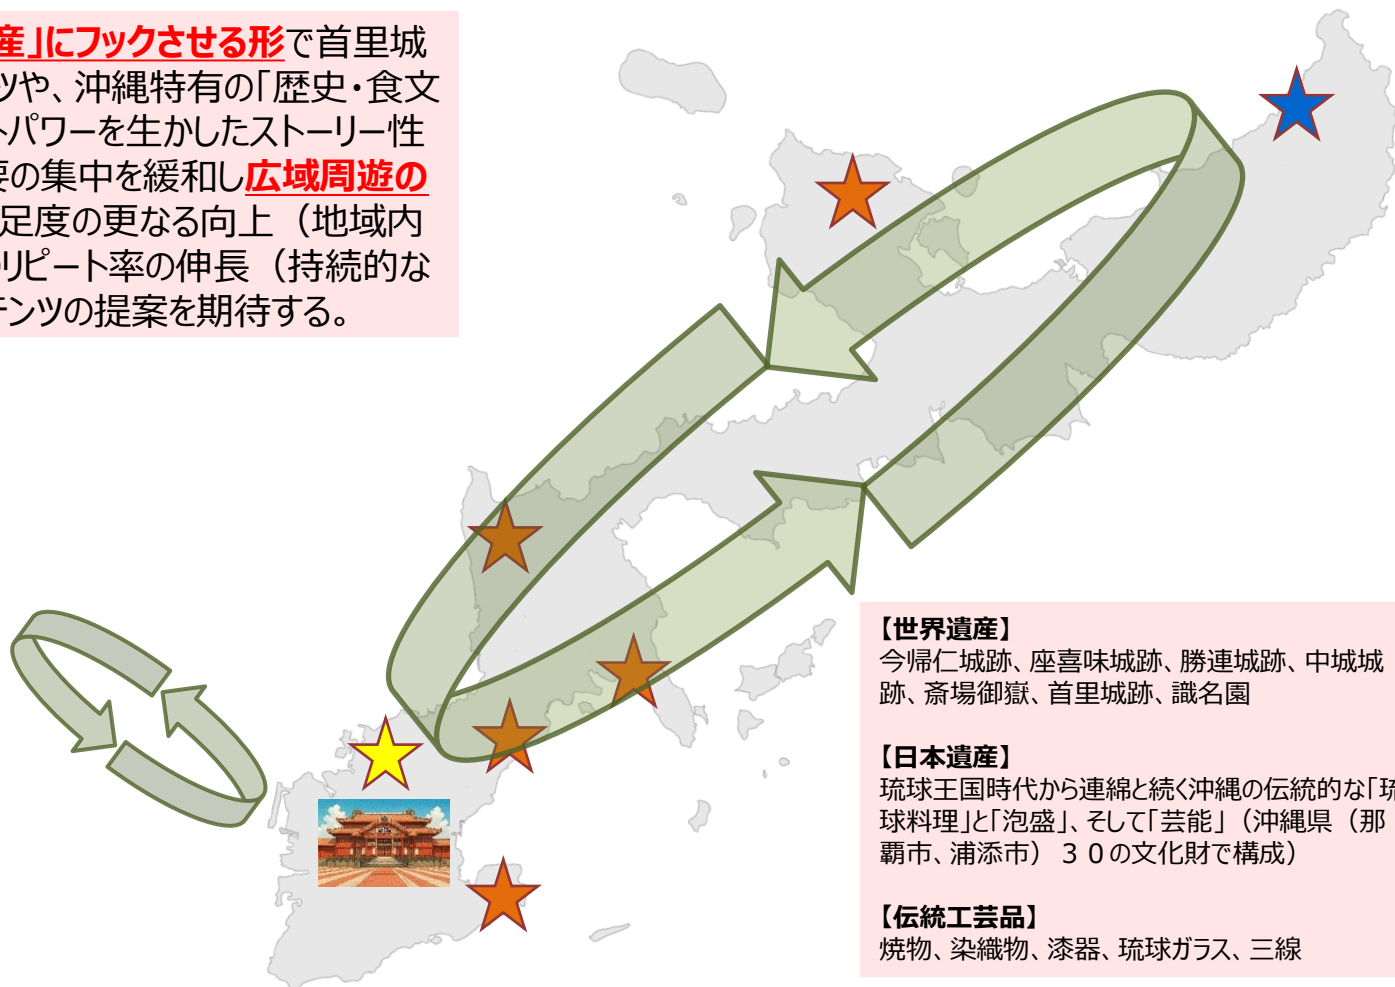 産」にフックさせる形で首里城
ツや、沖縄特有の「歴史・食文
トパワーを生かしたストーリー性
要の集中を緩和し広域周遊の
足度の更なる向上（地域内
リピート率の伸長（持続的な
テンツの提案を期待する。
【世界遺産】
今帰仁城跡、座喜味城跡、勝連城跡、中城城
跡、斎場御嶽、首里城跡、識名園
【日本遺産】
琉球王国時代から連綿と続く沖縄の伝統的な「琉
球料理」と「泡盛」、そして「芸能」（沖縄県（那
覇市、浦添市）３０の文化財で構成）
【伝統工芸品】
焼物、染織物、漆器、琉球ガラス、三線